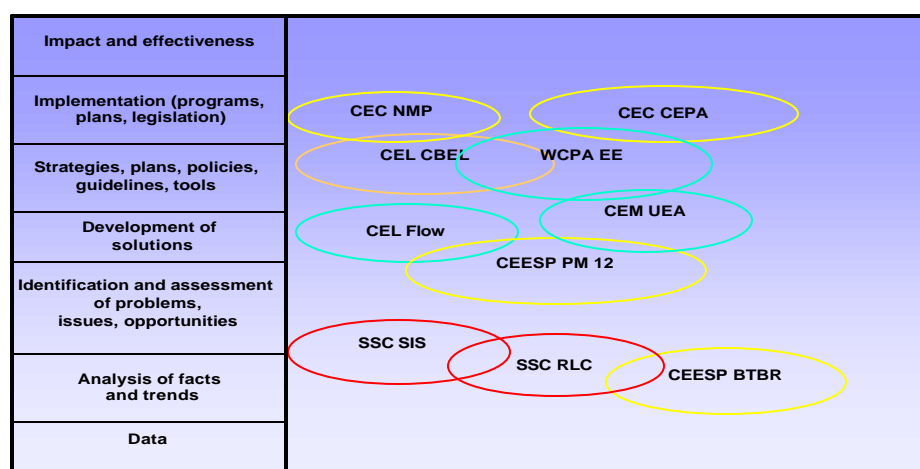 Impact and effectiveness
Implementation (programs,
plans, legislation)
CEC NMP
CEC CEPA
Strategies, plans, policies,
guidelines, tools
CEL CBEL
WCPA EE
Development of
solutions
CEL Flow
CEM UEA
CEESP PM 12
Identification and assessment
of problems,
issues, opportunities
SSC SIS
SSC RLC
Analysis of facts
and trends
CEESP BTBR
Data